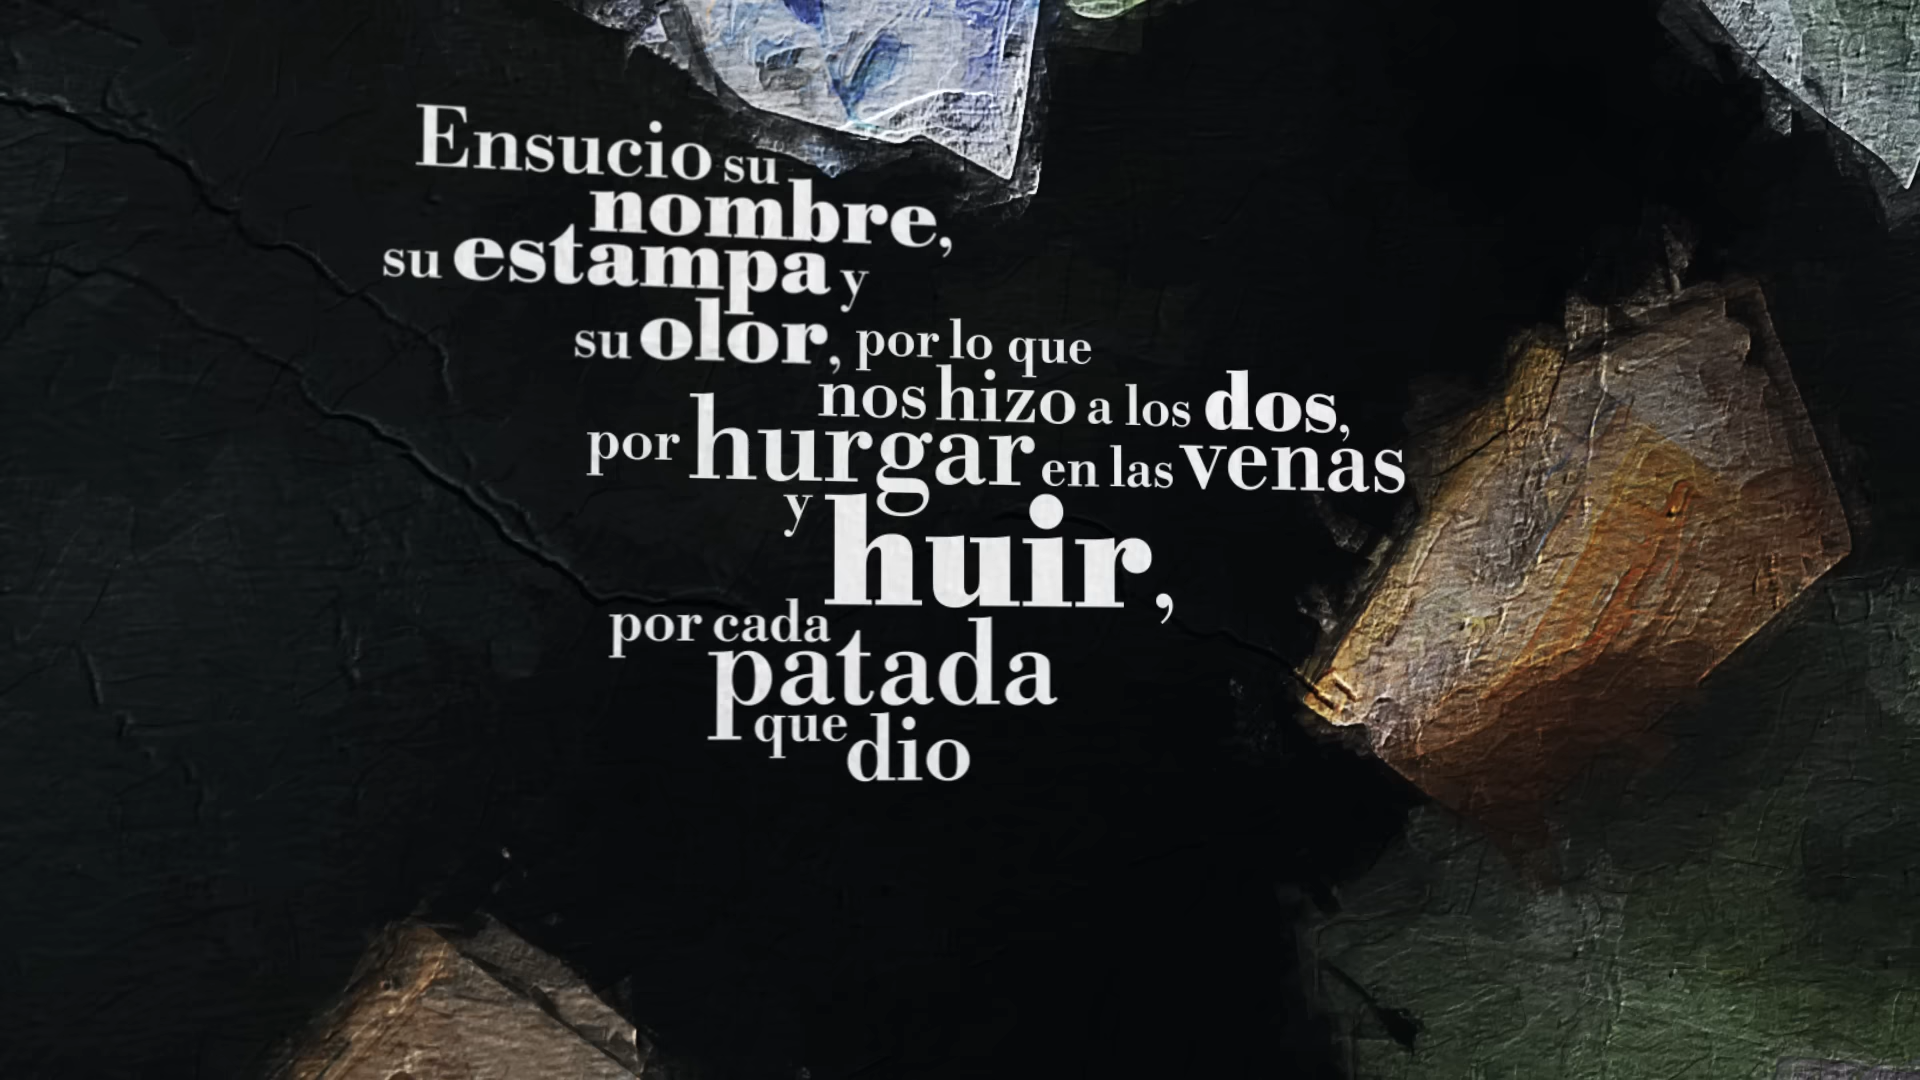 Ensucio su
nombre,
su estampa y
su olor, por lo que
nos hizo a los dos,
por hurgar en las venas
y huir,
por cada
patada
que dio